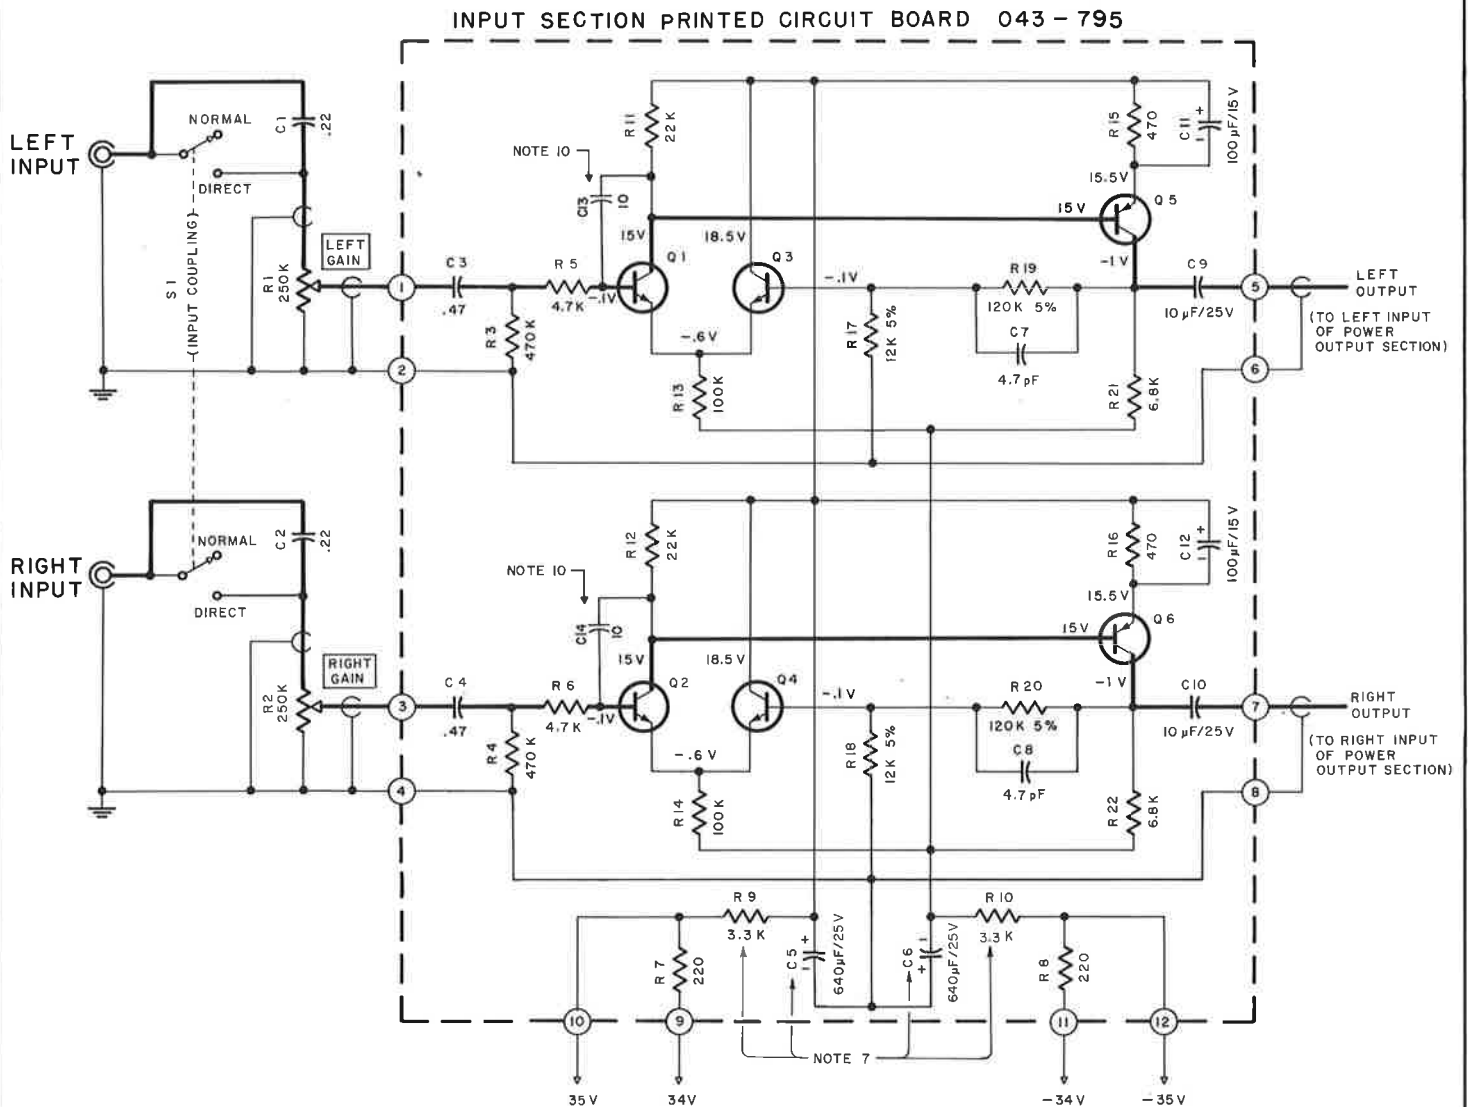 INPUT SECTION PRINTED CIRCUIT BOARD 043-795
LEFT INPUT
NORMAL
DIRECT
C1
.22
S1
(INPUT COUPLING)
R1
250K
LEFT GAIN
1
2
C3
.47
R3
470K
R5
4.7K
-.1V
NOTE 10
C13
10
R11
22K
15V
Q1
18.5V
Q3
-.6V
R13
100K
-.1V
R17
12K 5%
R19
120K 5%
C7
4.7pF
15V
15.5V
Q5
-1V
R15
470
C11
+
-
100µF/15V
R21
6.8K
C9
10µF/25V
5
6
LEFT OUTPUT
(TO LEFT INPUT
OF POWER
OUTPUT SECTION)
RIGHT INPUT
NORMAL
DIRECT
C2
.22
R2
250K
RIGHT GAIN
3
4
C4
.47
R4
470K
R6
4.7K
-.1V
NOTE 10
C14
10
R12
22K
15V
Q2
18.5V
Q4
-.6V
R14
100K
-.1V
R18
12K 5%
R20
120K 5%
C8
4.7pF
15V
15.5V
Q6
-1V
R16
470
C12
+
-
100µF/15V
R22
6.8K
C10
10µF/25V
7
8
RIGHT OUTPUT
(TO RIGHT INPUT
OF POWER
OUTPUT SECTION)
R9
3.3K
R7
220
+
-
C5
640µF/25V
-
+
C6
640µF/25V
R10
3.3K
R8
220
10
9
11
12
NOTE 7
35V
34V
-34V
-35V